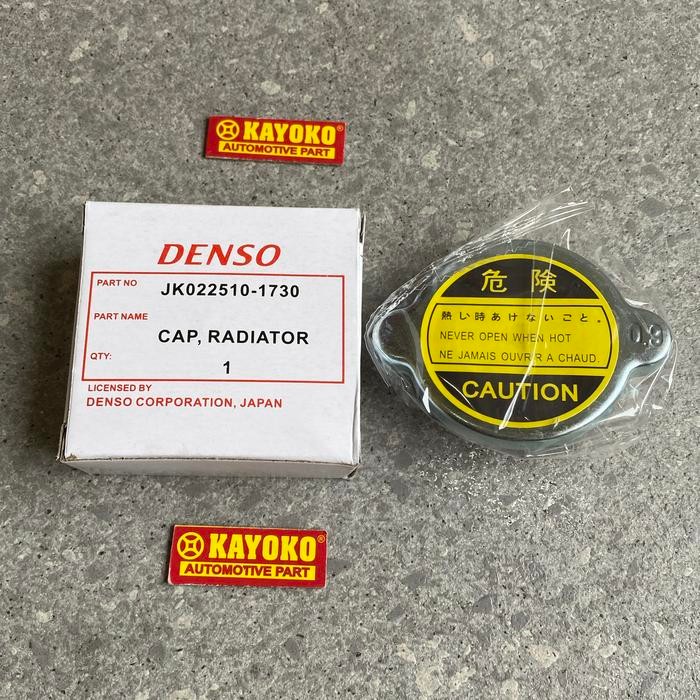 KAYOKO®
AUTOMOTIVE PART
DENSO
PART NO JK022510-1730
PART NAME
CAP, RADIATOR
QTY: 1
LICENSED BY
DENSO CORPORATION, JAPAN
危険
熱い時あけないこと。
NEVER OPEN WHEN HOT
NE JAMAIS OUVRIR A CHAUD.
CAUTION
0.9
KAYOKO®
AUTOMOTIVE PART